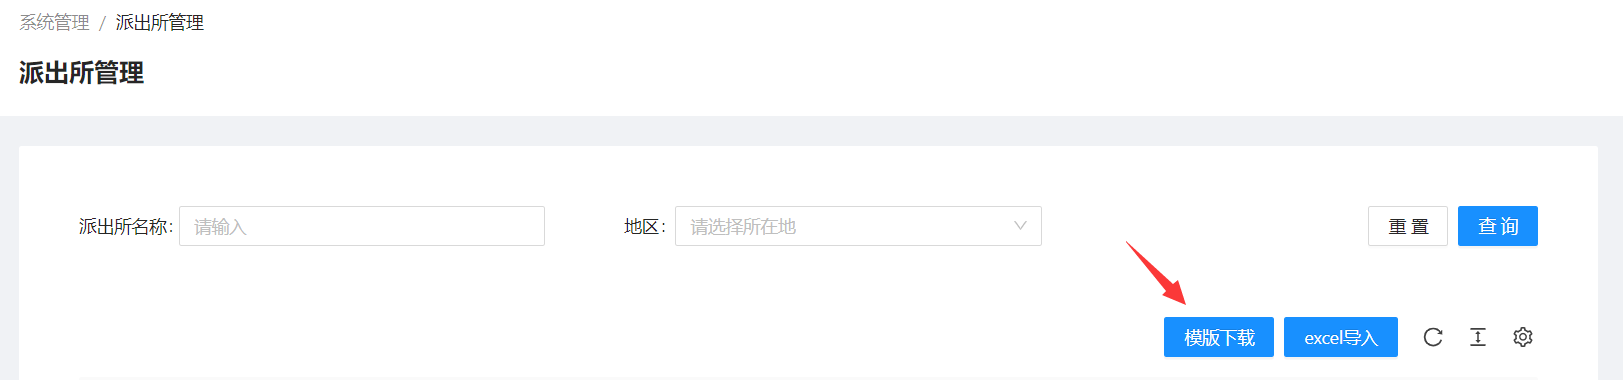 系统管理 / 派出所管理
派出所管理
派出所名称: 请输入 地区: 请选择所在地 重 置 查 询
模版下载 excel导入